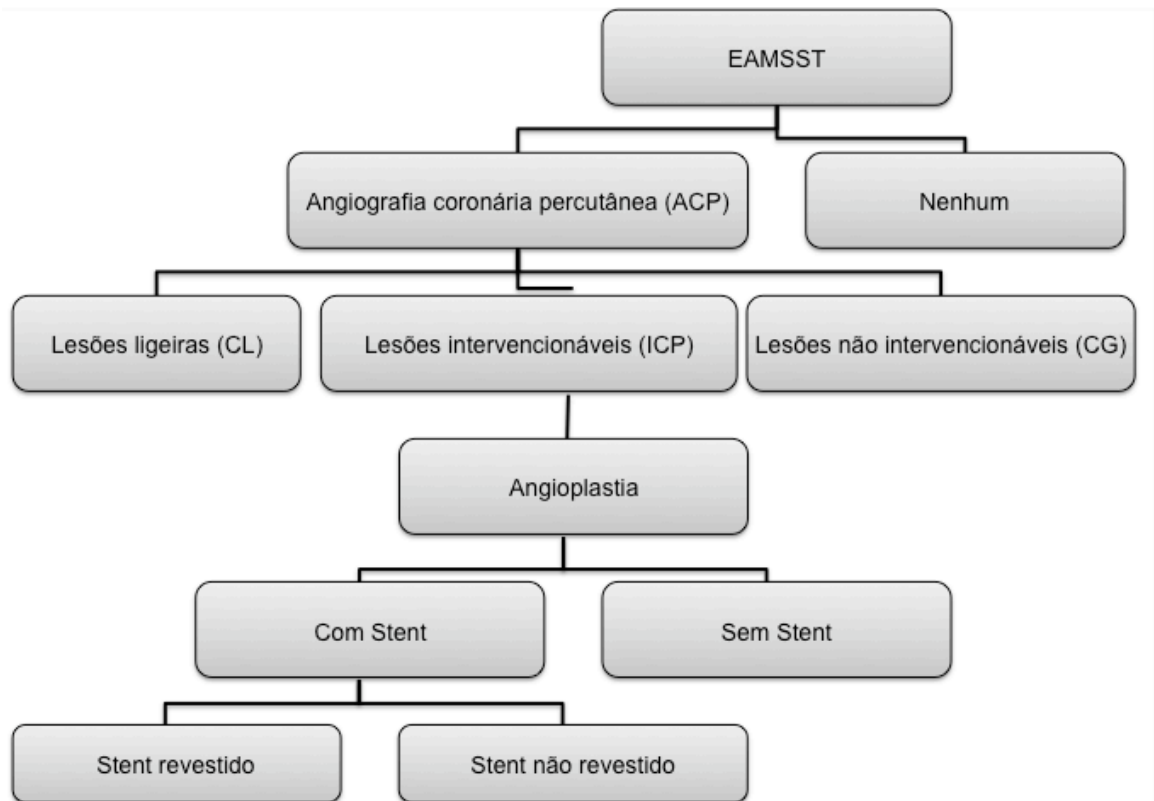 EAMSST
Angiografia coronária percutânea (ACP)
Nenhum
Lesões ligeiras (CL)
Lesões intervencionáveis (ICP)
Lesões não intervencionáveis (CG)
Angioplastia
Com Stent
Sem Stent
Stent revestido
Stent não revestido